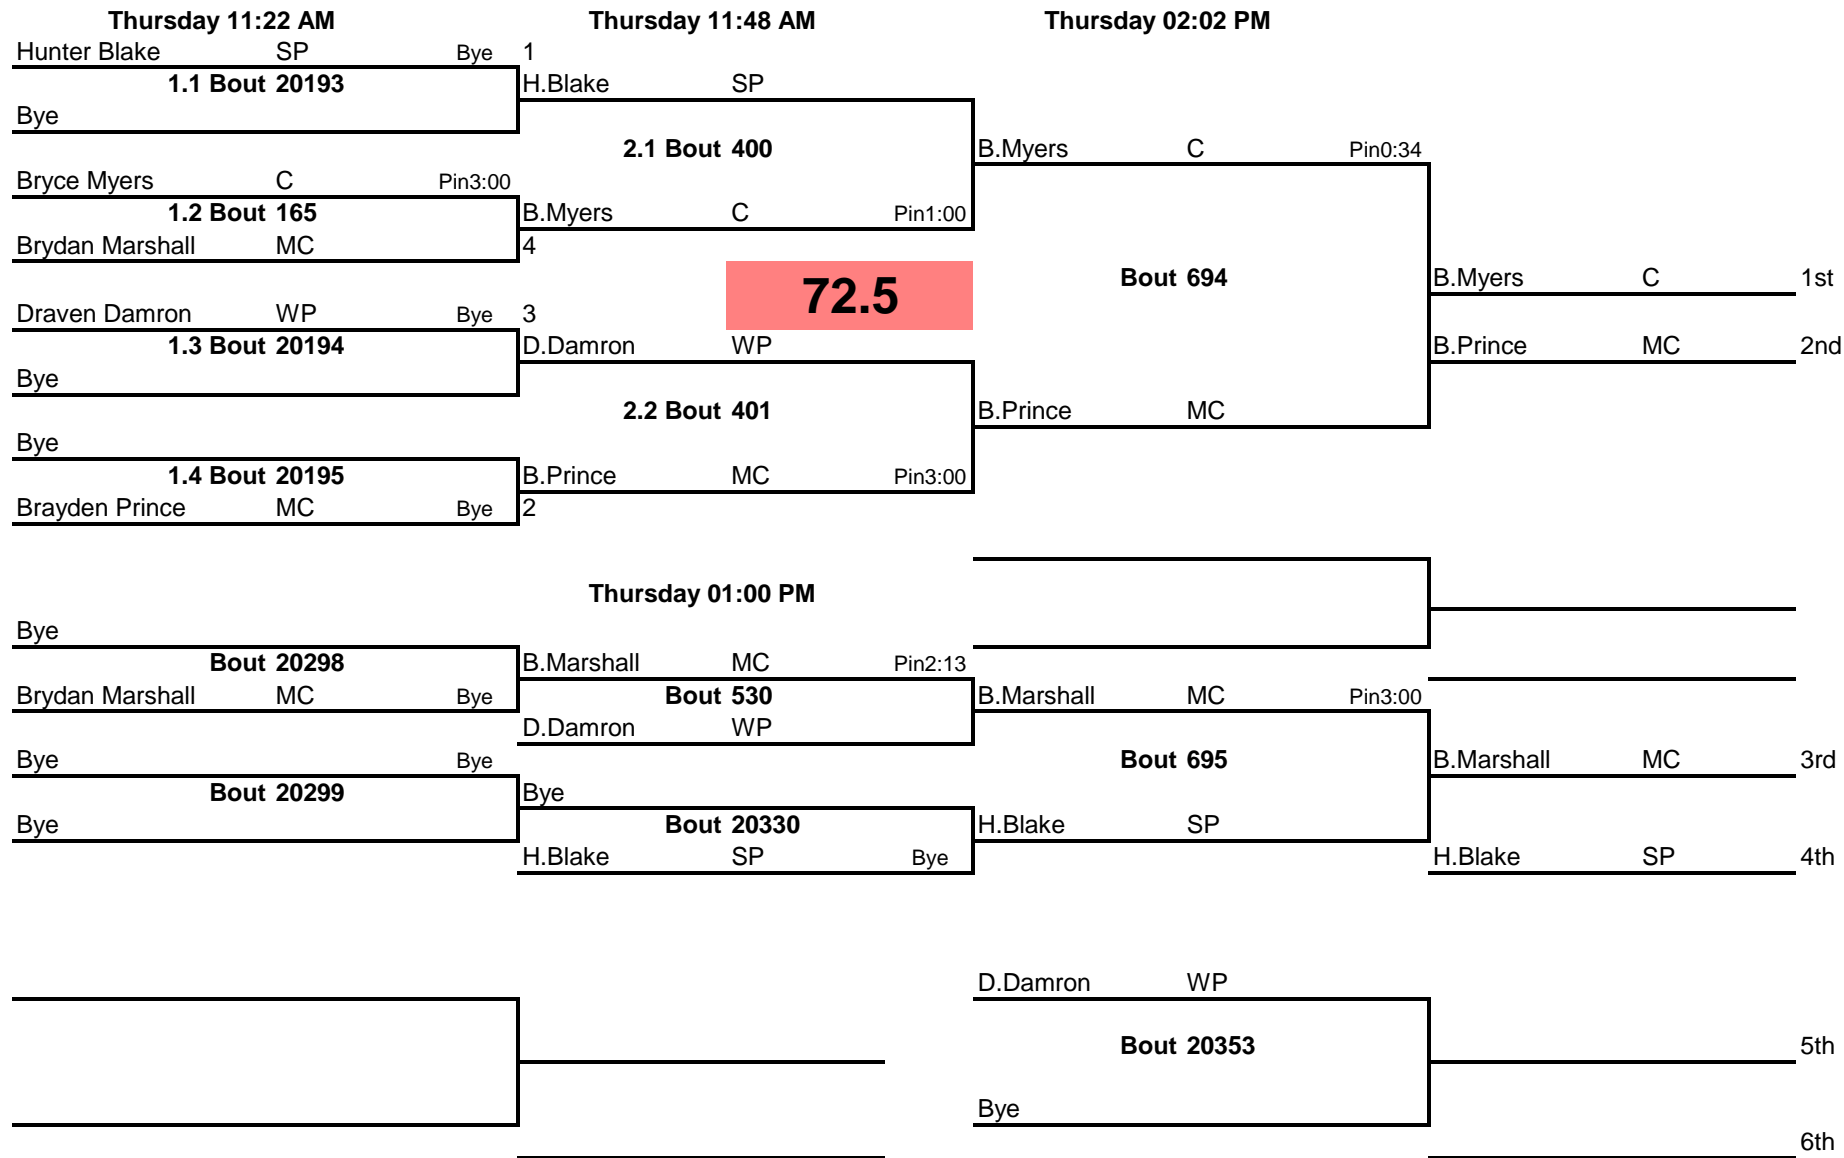 Thursday 11:22 AM Thursday 11:48 AM Thursday 02:02 PM
Hunter Blake SP Bye 1
1.1 Bout 20193 H.Blake SP
Bye
2.1 Bout 400 B.Myers C Pin0:34
Bryce Myers C Pin3:00
1.2 Bout 165 B.Myers C Pin1:00
Brydan Marshall MC 4
72.5 Bout 694 B.Myers C 1st
Draven Damron WP Bye 3
1.3 Bout 20194 D.Damron WP B.Prince MC 2nd
Bye
2.2 Bout 401 B.Prince MC
Bye
1.4 Bout 20195 B.Prince MC Pin3:00
Brayden Prince MC Bye 2
Thursday 01:00 PM
Bye
Bout 20298 B.Marshall MC Pin2:13
Brydan Marshall MC Bye Bout 530 B.Marshall MC Pin3:00
D.Damron WP
Bye Bye Bout 695 B.Marshall MC 3rd
Bout 20299 Bye
Bye Bout 20330 H.Blake SP
H.Blake SP Bye H.Blake SP 4th
D.Damron WP
Bout 20353 5th
Bye
6th